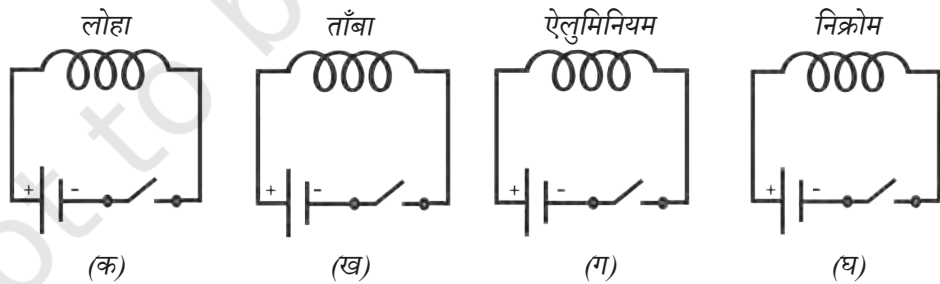 लोहा ताँबा ऐलुमिनियम निक्रोम
+ - + - + - + -
(क) (ख) (ग) (घ)